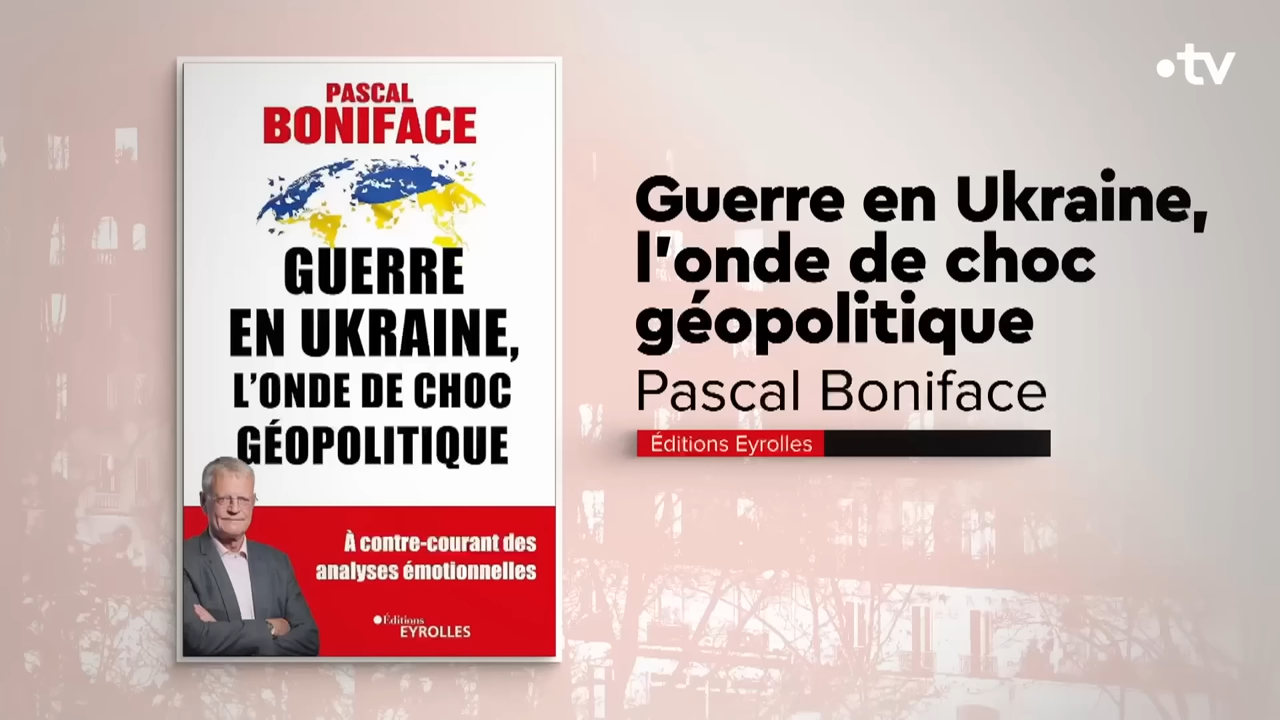 PASCAL
BONIFACE
GUERRE
EN UKRAINE,
L'ONDE DE CHOC
GÉOPOLITIQUE
À contre-courant des
analyses émotionnelles
Éditions
EYROLLES
tv
Guerre en Ukraine,
l'onde de choc
géopolitique
Pascal Boniface
Éditions Eyrolles